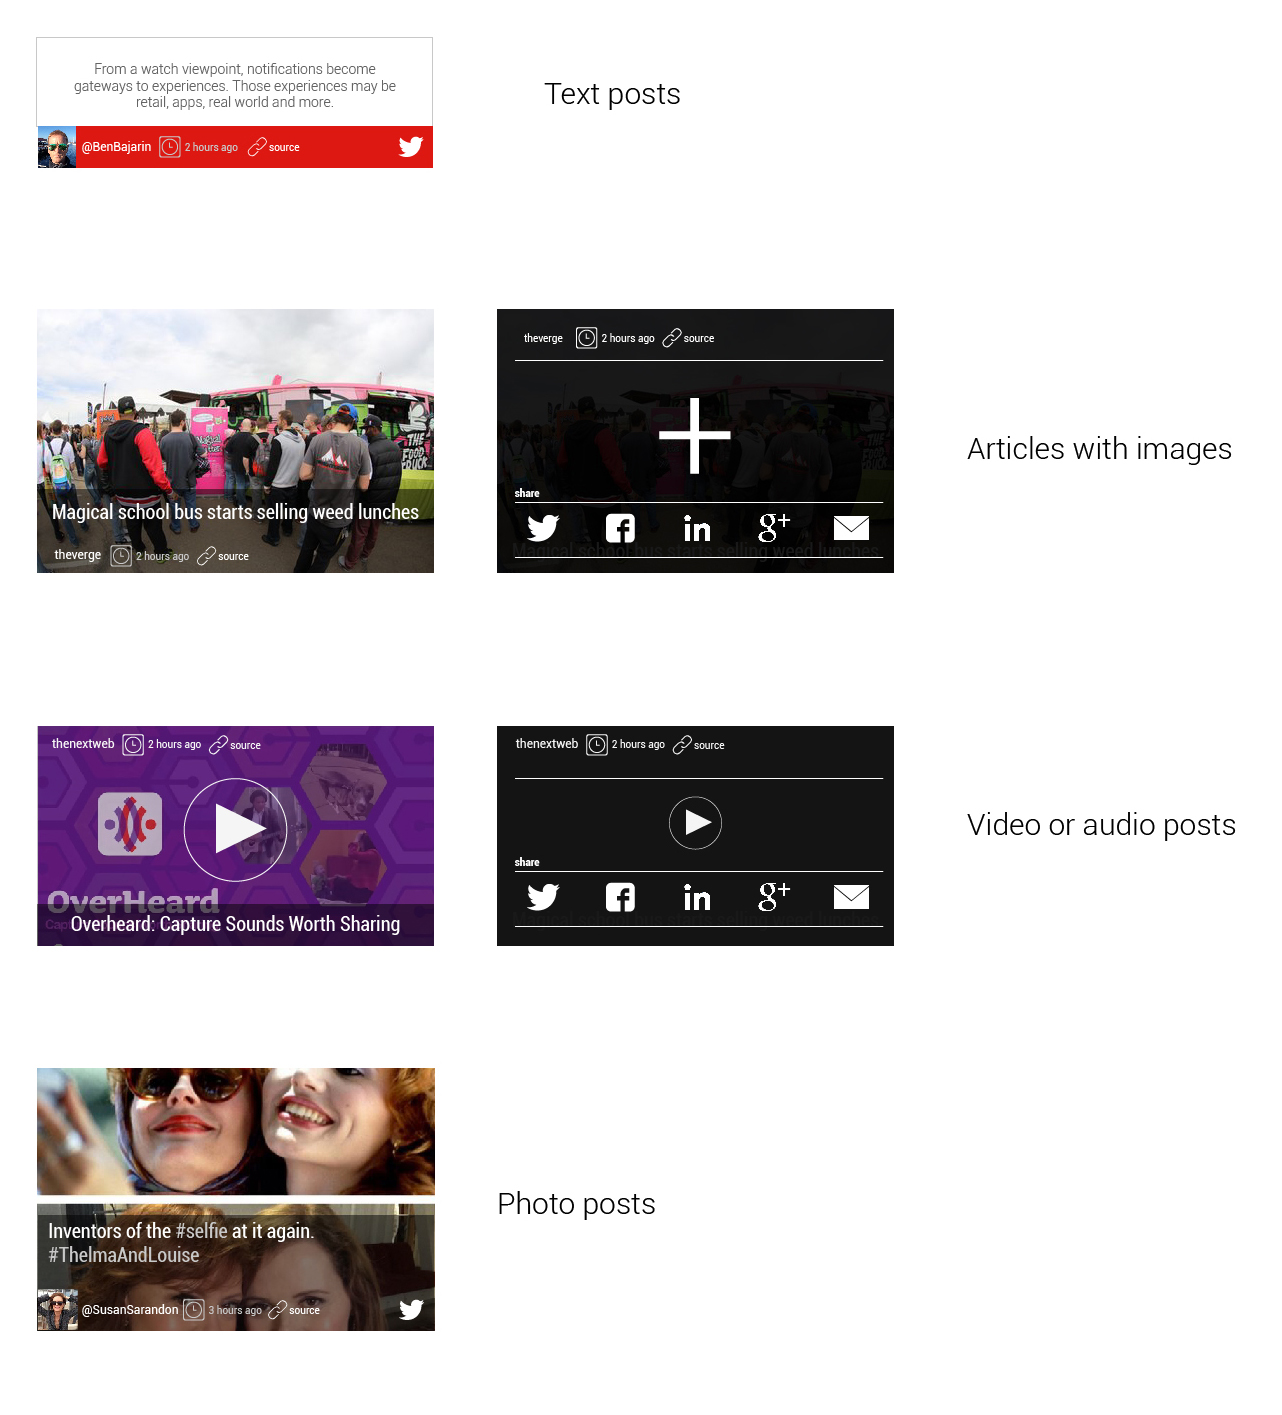 From a watch viewpoint, notifications become
gateways to experiences. Those experiences may be
retail, apps, real world and more.
@BenBajarin 2 hours ago source
Text posts
THE
FOOD
TRUCK
Magical school bus starts selling weed lunches
theverge 2 hours ago source
theverge 2 hours ago source
share
in g+
Magical school bus starts selling weed lunches
Articles with images
thenextweb 2 hours ago source
OverHeard
Overheard: Capture Sounds Worth Sharing
thenextweb 2 hours ago source
share
in g+
Magical school bus starts selling weed lunches
Video or audio posts
Inventors of the #selfie at it again.
#ThelmaAndLouise
@SusanSarandon 3 hours ago source
Photo posts